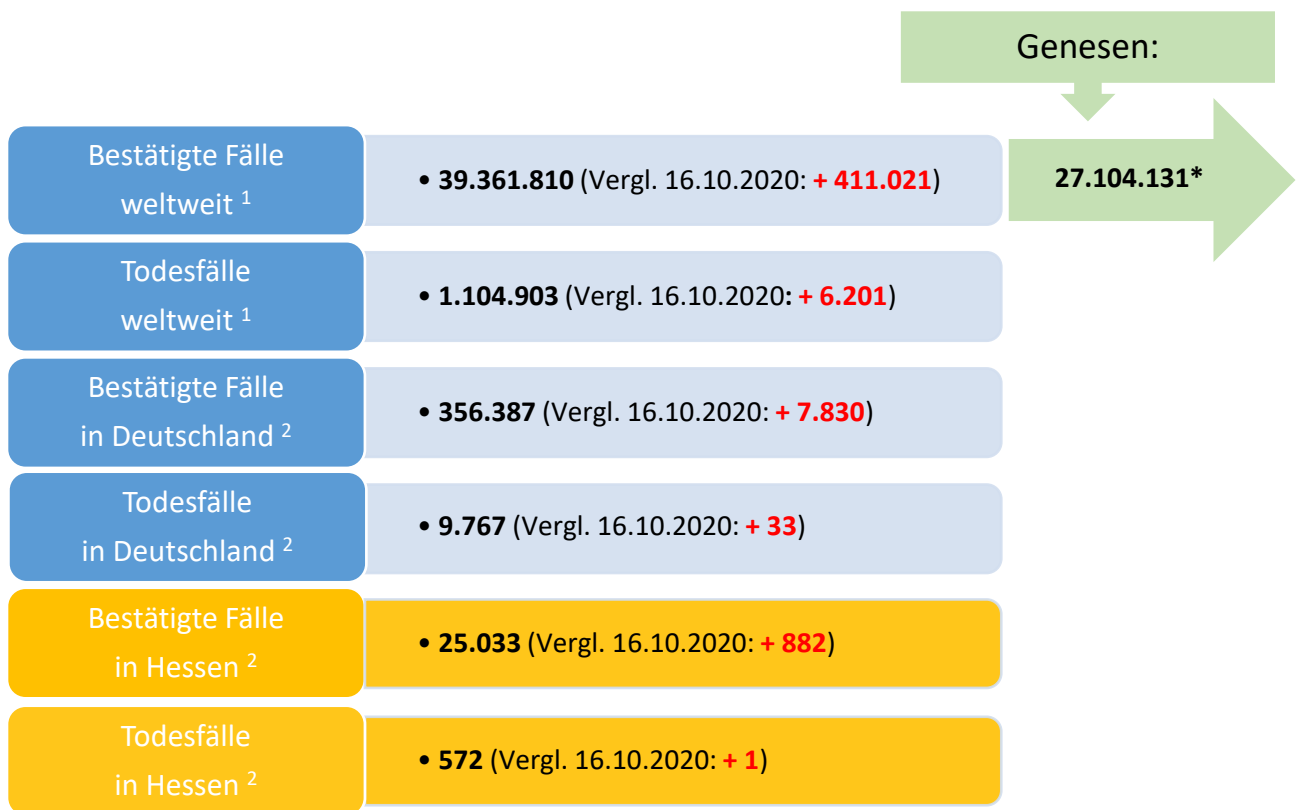 Genesen:
Bestätigte Fälle
weltweit ¹
• 39.361.810 (Vergl. 16.10.2020: + 411.021)
27.104.131*
Todesfälle
weltweit ¹
• 1.104.903 (Vergl. 16.10.2020: + 6.201)
Bestätigte Fälle
in Deutschland ²
• 356.387 (Vergl. 16.10.2020: + 7.830)
Todesfälle
in Deutschland ²
• 9.767 (Vergl. 16.10.2020: + 33)
Bestätigte Fälle
in Hessen ²
• 25.033 (Vergl. 16.10.2020: + 882)
Todesfälle
in Hessen ²
• 572 (Vergl. 16.10.2020: + 1)